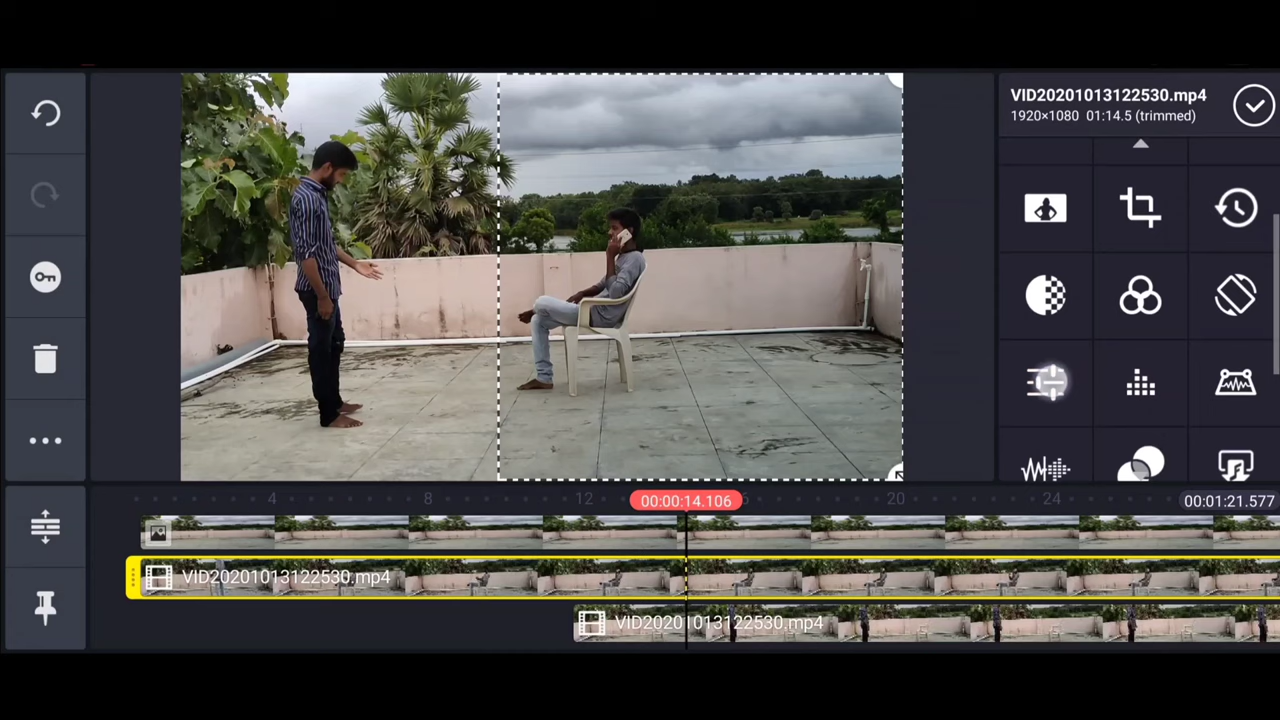 VID20201013122530.mp4
1920×1080 01:14.5 (trimmed)
4
8
12
00:00:14.106
20
24
00:01:21.577
VID20201013122530.mp4
VID20201013122530.mp4